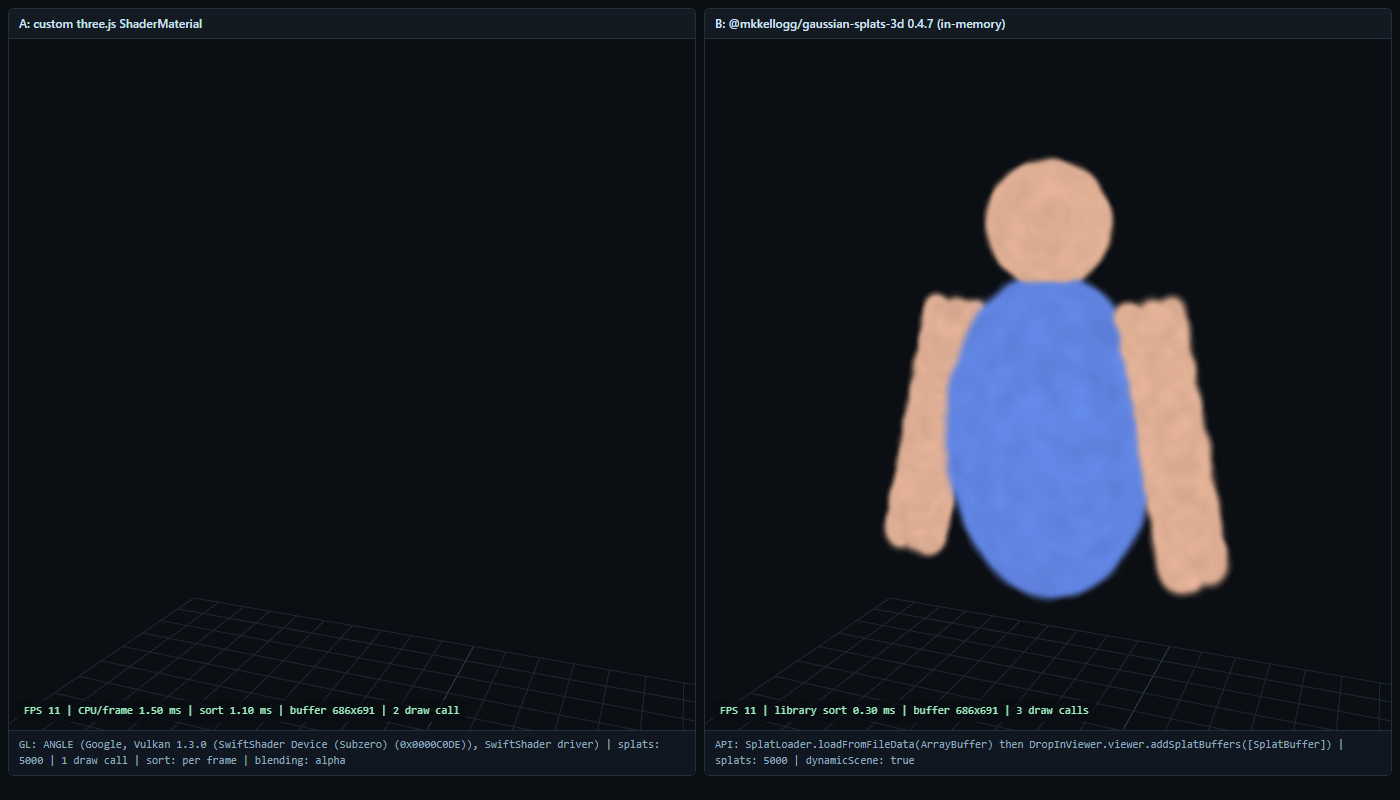 A: custom three.js ShaderMaterial
FPS 11 | CPU/frame 1.50 ms | sort 1.10 ms | buffer 686x691 | 2 draw call
GL: ANGLE (Google, Vulkan 1.3.0 (SwiftShader Device (Subzero) (0x0000C0DE)), SwiftShader driver) | splats:
5000 | 1 draw call | sort: per frame | blending: alpha
B: @mkkellogg/gaussian-splats-3d 0.4.7 (in-memory)
FPS 11 | library sort 0.30 ms | buffer 686x691 | 3 draw calls
API: SplatLoader.loadFromFileData(ArrayBuffer) then DropInViewer.viewer.addSplatBuffers([SplatBuffer]) |
splats: 5000 | dynamicScene: true